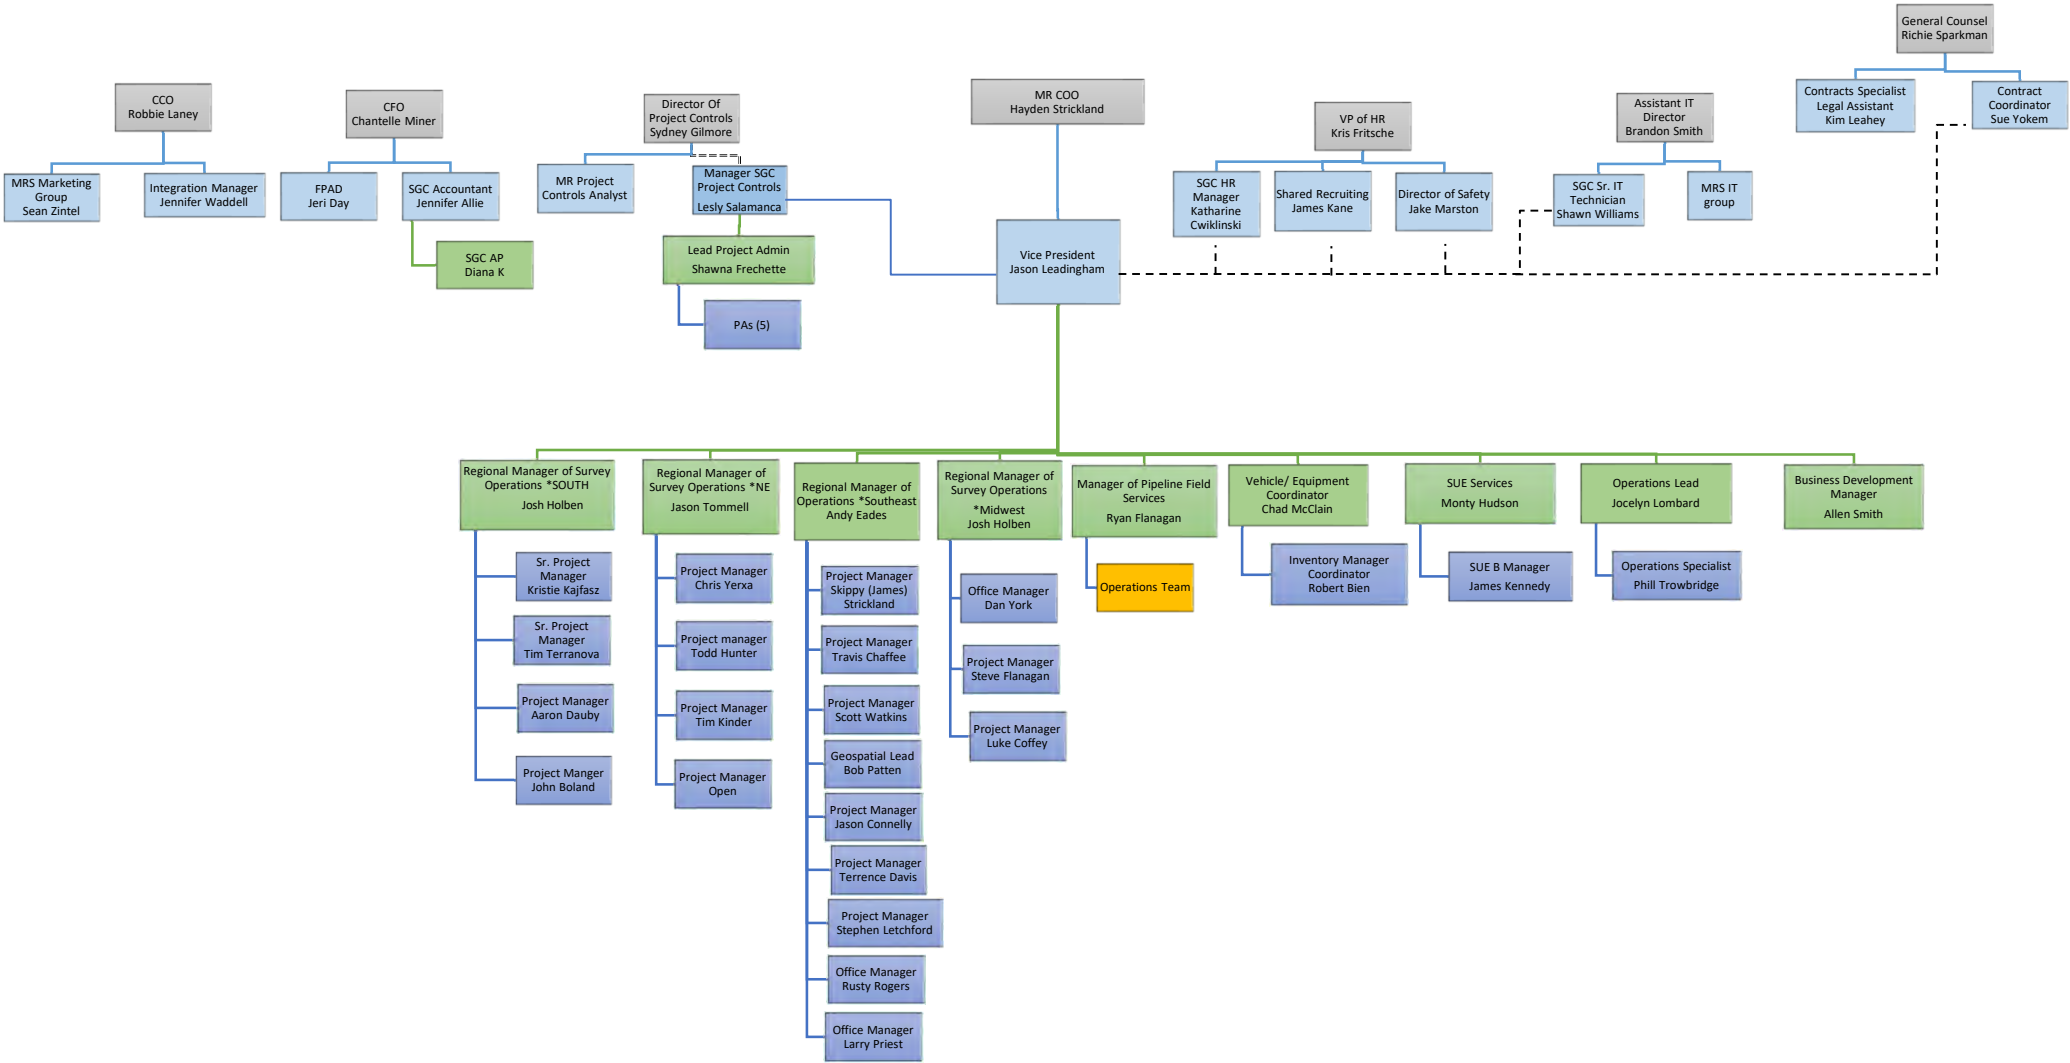 General Counsel
Richie Sparkman
CCO
Robbie Laney
CFO
Chantelle Miner
Director Of
Project Controls
Sydney Gilmore
MR COO
Hayden Strickland
VP of HR
Kris Fritsche
Assistant IT
Director
Brandon Smith
Contracts Specialist
Legal Assistant
Kim Leahey
Contract
Coordinator
Sue Yokem
MRS Marketing
Group
Sean Zintel
Integration Manager
Jennifer Waddell
FPAD
Jeri Day
SGC Accountant
Jennifer Allie
MR Project
Controls Analyst
Manager SGC
Project Controls
Lesly Salamanca
SGC HR
Manager
Katharine
Cwiklinski
Shared Recruiting
James Kane
Director of Safety
Jake Marston
SGC Sr. IT
Technician
Shawn Williams
MRS IT
group
SGC AP
Diana K
Lead Project Admin
Shawna Frechette
Vice President
Jason Leadingham
PAs (5)
Regional Manager of Survey
Operations *SOUTH
Josh Holben
Regional Manager of
Survey Operations *NE
Jason Tommell
Regional Manager of
Operations *Southeast
Andy Eades
Regional Manager of
Survey Operations
*Midwest
Josh Holben
Manager of Pipeline Field
Services
Ryan Flanagan
Vehicle/ Equipment
Coordinator
Chad McClain
SUE Services
Monty Hudson
Operations Lead
Jocelyn Lombard
Business Development
Manager
Allen Smith
Sr. Project
Manager
Kristie Kajfasz
Sr. Project
Manager
Tim Terranova
Project Manager
Aaron Dauby
Project Manger
John Boland
Project Manager
Chris Yerxa
Project manager
Todd Hunter
Project Manager
Tim Kinder
Project Manager
Open
Project Manager
Skippy (James)
Strickland
Project Manager
Travis Chaffee
Project Manager
Scott Watkins
Geospatial Lead
Bob Patten
Project Manager
Jason Connelly
Project Manager
Terrence Davis
Project Manager
Stephen Letchford
Office Manager
Rusty Rogers
Office Manager
Larry Priest
Office Manager
Dan York
Project Manager
Steve Flanagan
Project Manager
Luke Coffey
Operations Team
Inventory Manager
Coordinator
Robert Bien
SUE B Manager
James Kennedy
Operations Specialist
Phill Trowbridge